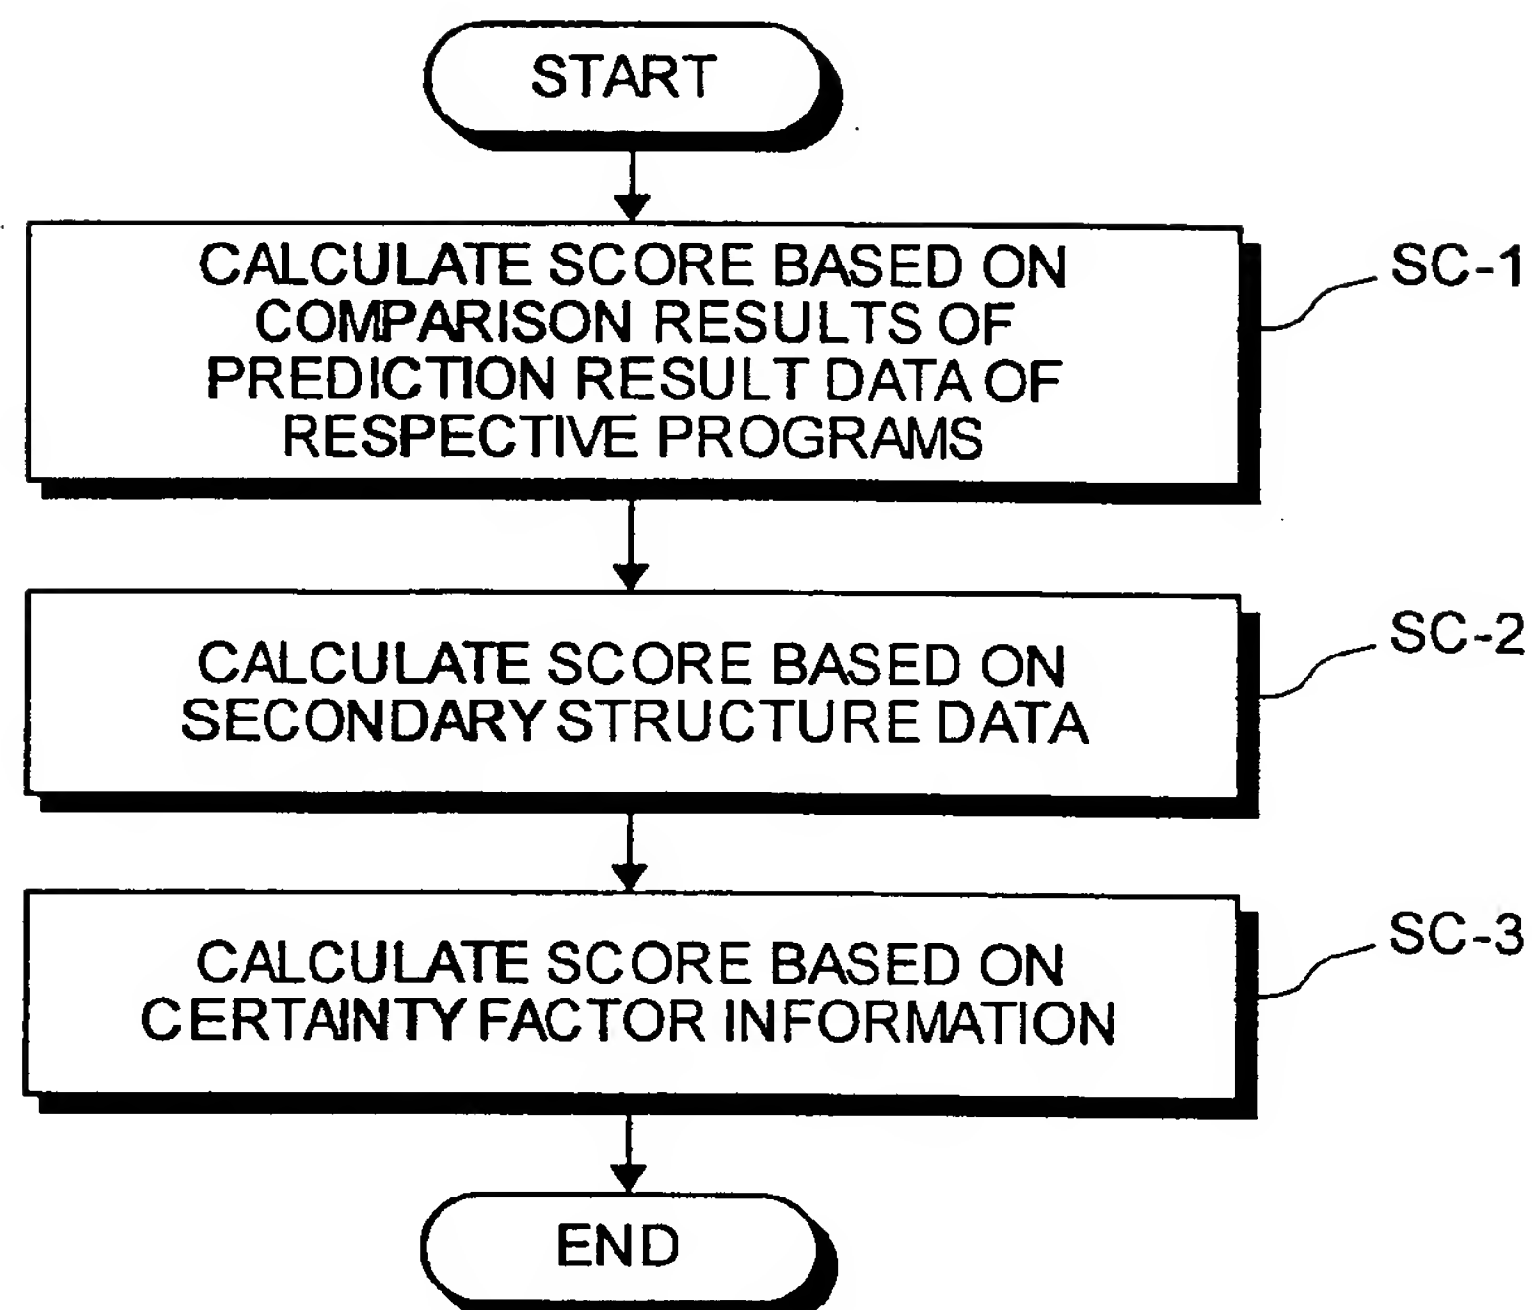 START
CALCULATE SCORE BASED ON
COMPARISON RESULTS OF
PREDICTION RESULT DATA OF
RESPECTIVE PROGRAMS
SC-1
CALCULATE SCORE BASED ON
SECONDARY STRUCTURE DATA
SC-2
CALCULATE SCORE BASED ON
CERTAINTY FACTOR INFORMATION
SC-3
END